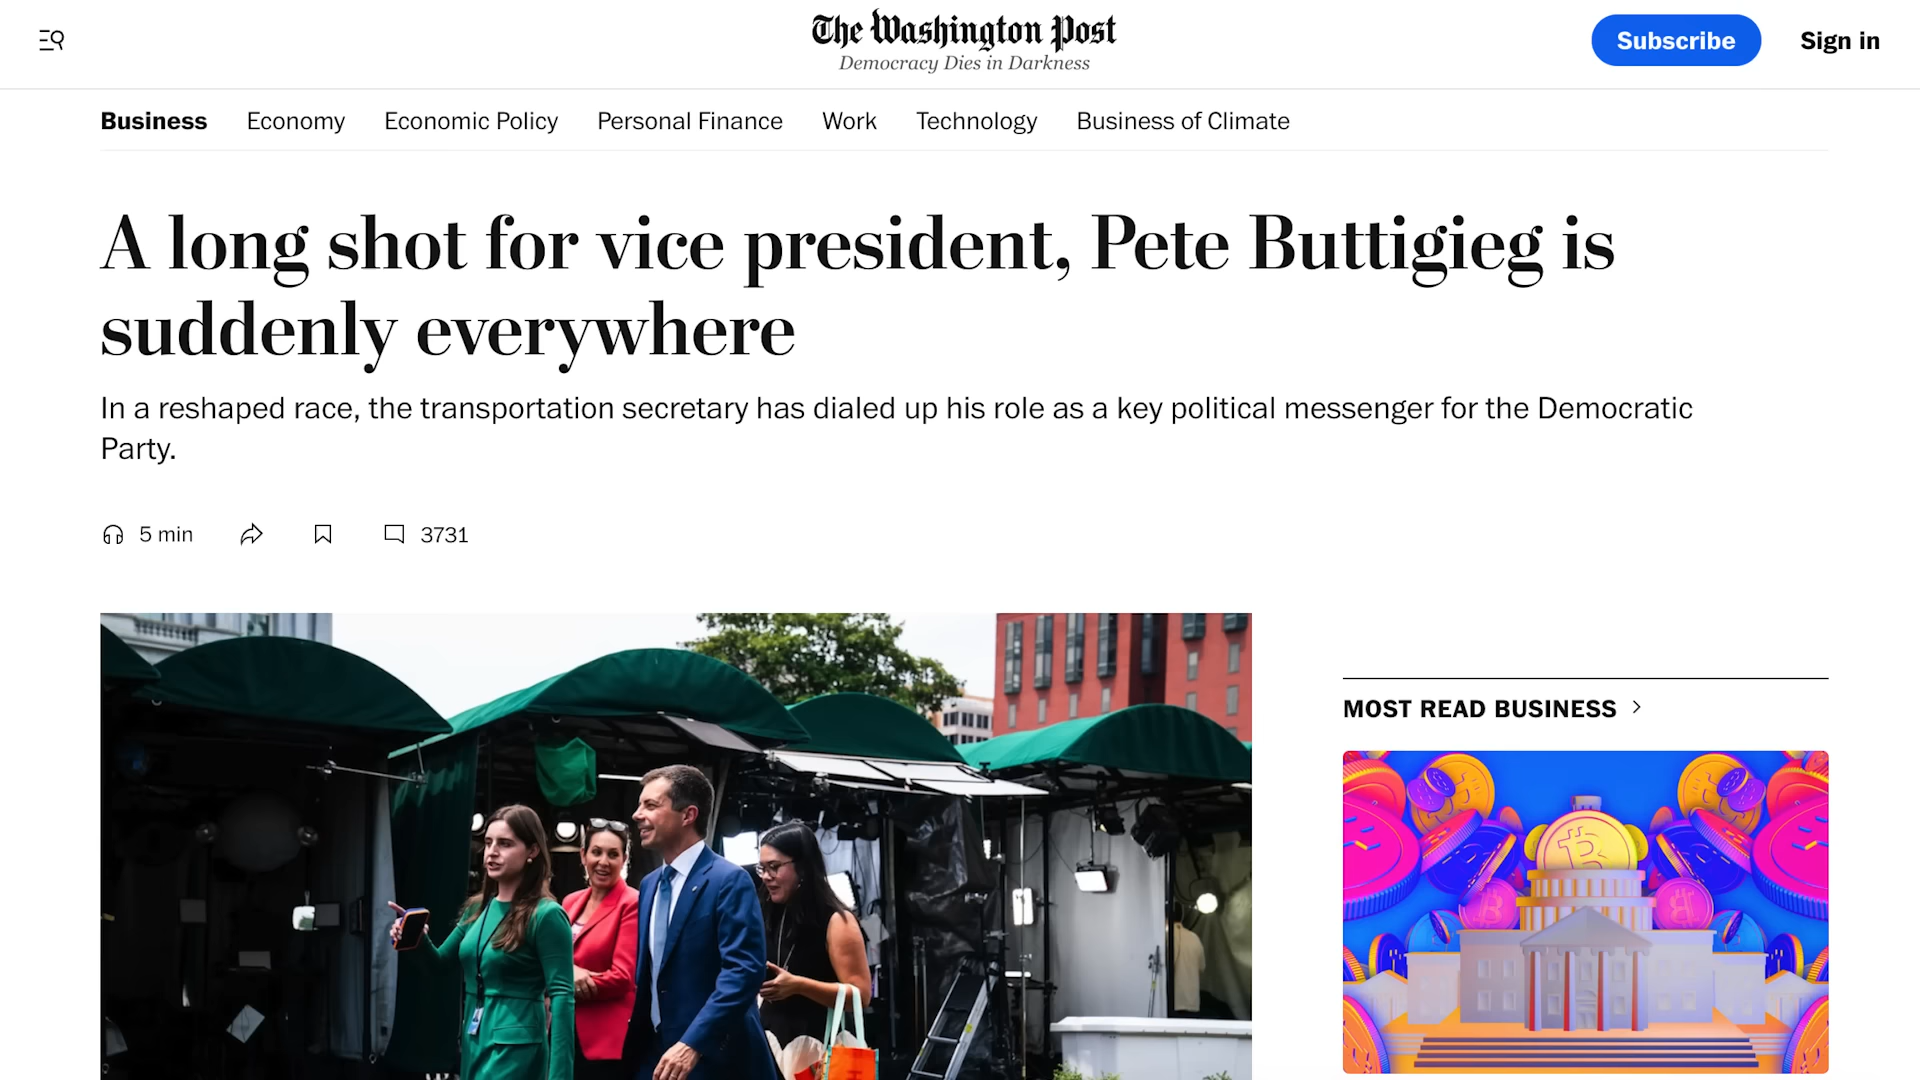 The Washington Post
Democracy Dies in Darkness
Subscribe
Sign in
Business
Economy
Economic Policy
Personal Finance
Work
Technology
Business of Climate
A long shot for vice president, Pete Buttigieg is
suddenly everywhere
In a reshaped race, the transportation secretary has dialed up his role as a key political messenger for the Democratic
Party.
5 min
3731
MOST READ BUSINESS